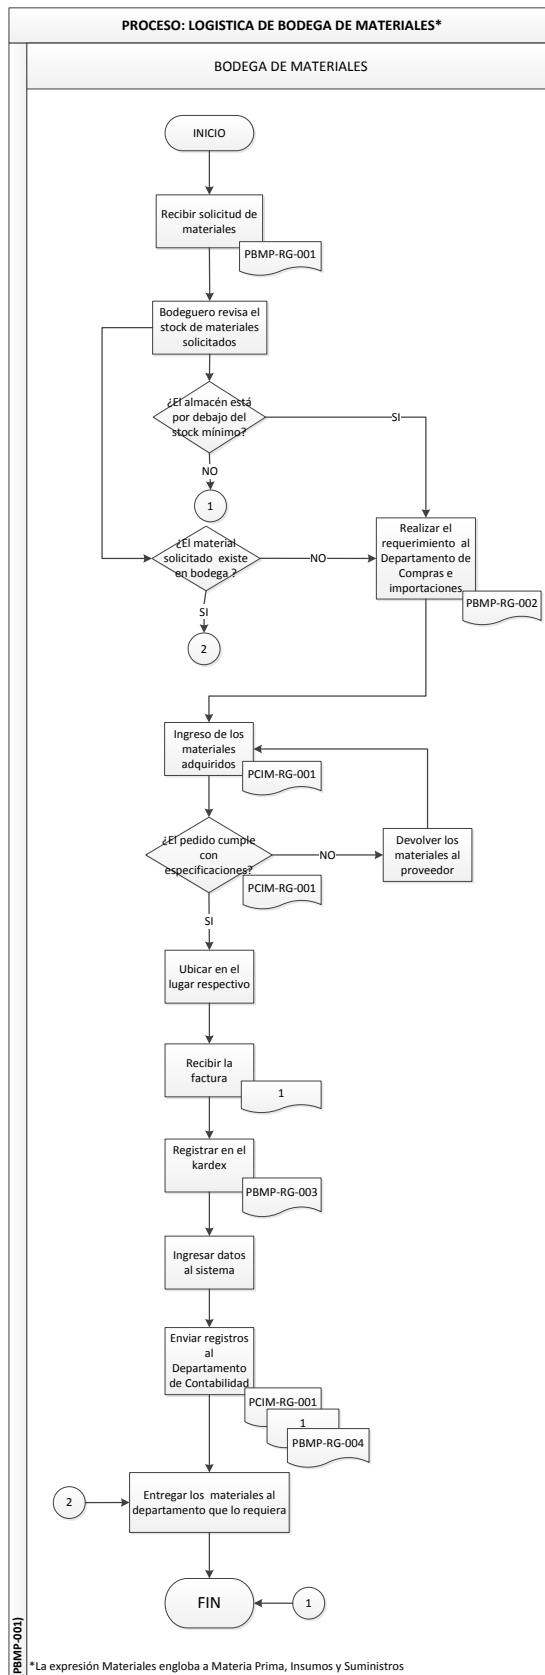 PROCESO: LOGISTICA DE BODEGA DE MATERIALES*
BODEGA DE MATERIALES
INICIO
Recibir solicitud de
materiales
PBMP-RG-001
Bodeguero revisa el
stock de materiales
solicitados
¿El almacén está
por debajo del
stock mínimo?
SI
NO
1
¿El material
solicitado existe
en bodega ?
NO
Realizar el
requerimiento al
Departamento de
Compras e
importaciones
PBMP-RG-002
SI
2
Ingreso de los
materiales
adquiridos
PCIM-RG-001
¿El pedido cumple
con
especificaciones?
NO
Devolver los
materiales al
proveedor
PCIM-RG-001
SI
Ubicar en el
lugar respectivo
Recibir la
factura
1
Registrar en el
kardex
PBMP-RG-003
Ingresar datos
al sistema
Enviar registros
al
Departamento
de Contabilidad
PCIM-RG-001
1
PBMP-RG-004
2
Entregar los materiales al
departamento que lo requiera
FIN
1
PBMP-001)
*La expresión Materiales engloba a Materia Prima, Insumos y Suministros